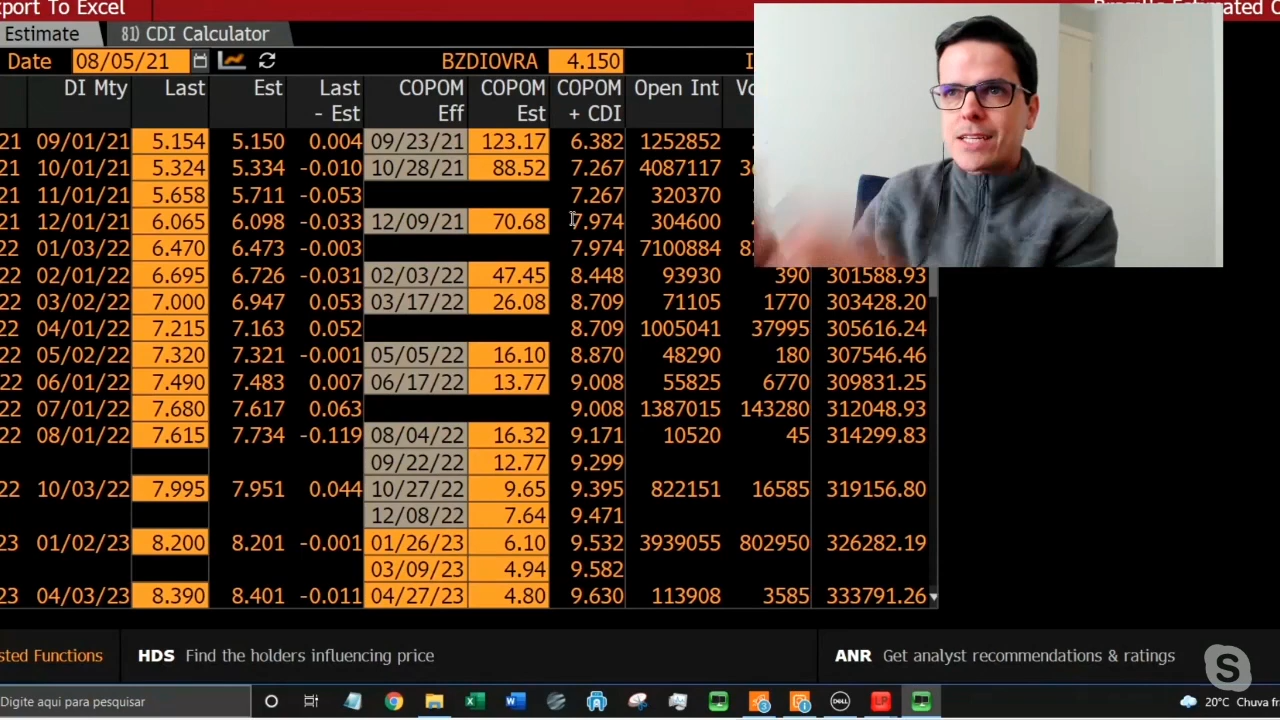 xport To Excel
Estimate 81) CDI Calculator
Date 08/05/21 BZDIOVRA 4.150
DI Mty Last Est Last - Est COPOM Eff COPOM Est COPOM + CDI Open Int
21 09/01/21 5.154 5.150 0.004 09/23/21 123.17 6.382 1252852
21 10/01/21 5.324 5.334 -0.010 10/28/21 88.52 7.267 4087117
21 11/01/21 5.658 5.711 -0.053 7.267 320370
21 12/01/21 6.065 6.098 -0.033 12/09/21 70.68 7.974 304600
22 01/03/22 6.470 6.473 -0.003 7.974 7100884
22 02/01/22 6.695 6.726 -0.031 02/03/22 47.45 8.448 93930 390 301588.93
22 03/02/22 7.000 6.947 0.053 03/17/22 26.08 8.709 71105 1770 303428.20
22 04/01/22 7.215 7.163 0.052 8.709 1005041 37995 305616.24
22 05/02/22 7.320 7.321 -0.001 05/05/22 16.10 8.870 48290 180 307546.46
22 06/01/22 7.490 7.483 0.007 06/17/22 13.77 9.008 55825 6770 309831.25
22 07/01/22 7.680 7.617 0.063 9.008 1387015 143280 312048.93
22 08/01/22 7.615 7.734 -0.119 08/04/22 16.32 9.171 10520 45 314299.83
09/22/22 12.77 9.299
22 10/03/22 7.995 7.951 0.044 10/27/22 9.65 9.395 822151 16585 319156.80
12/08/22 7.64 9.471
23 01/02/23 8.200 8.201 -0.001 01/26/23 6.10 9.532 3939055 802950 326282.19
03/09/23 4.94 9.582
23 04/03/23 8.390 8.401 -0.011 04/27/23 4.80 9.630 113908 3585 333791.26
sted Functions HDS Find the holders influencing price ANR Get analyst recommendations & ratings
Digite aqui para pesquisar 20°C Chuva fr